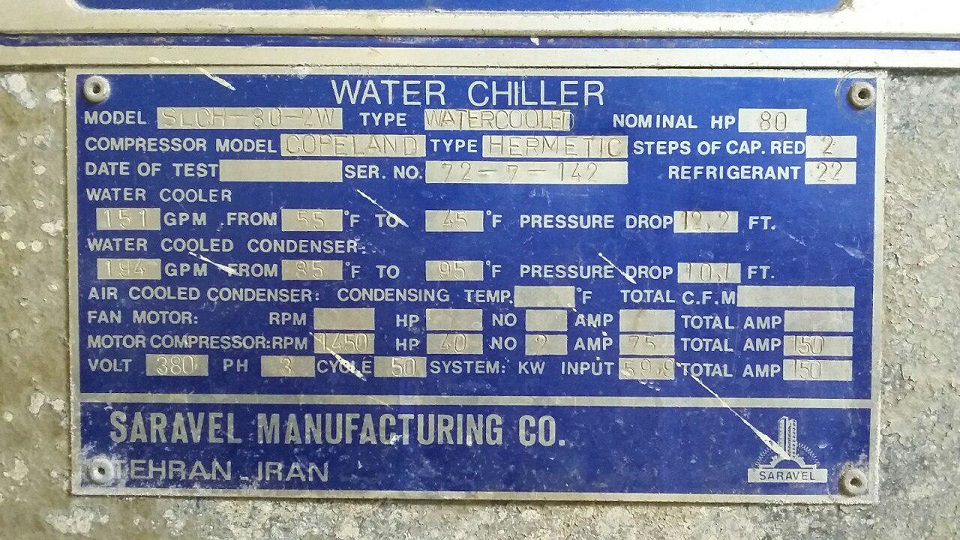 WATER CHILLER
MODEL SLCH-80-2W TYPE WATERCOOLED NOMINAL HP 80
COMPRESSOR MODEL COPELAND TYPE HERMETIC STEPS OF CAP. RED 2
DATE OF TEST SER. NO. 72-7-142 REFRIGERANT 22
WATER COOLER
151 GPM FROM 55 °F TO 45 °F PRESSURE DROP 12.2 FT.
WATER COOLED CONDENSER:
194 GPM FROM 85 °F TO 95 °F PRESSURE DROP 10.1 FT.
AIR COOLED CONDENSER: CONDENSING TEMP. °F TOTAL C.F.M
FAN MOTOR: RPM HP NO AMP TOTAL AMP
MOTOR COMPRESSOR: RPM 1450 HP 40 NO 2 AMP 75 TOTAL AMP 150
VOLT 380 PH 3 CYCLE 50 SYSTEM: KW INPUT 59.9 TOTAL AMP 150
SARAVEL MANUFACTURING CO.
TEHRAN - IRAN
SARAVEL